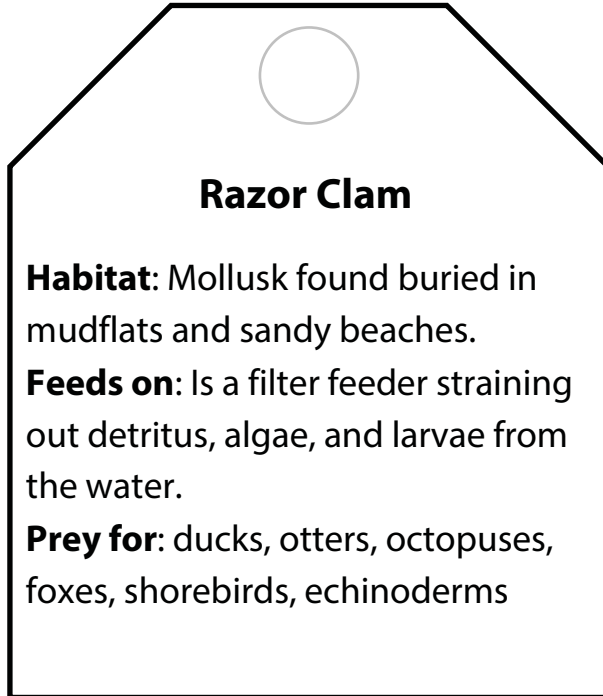 Razor Clam
Habitat: Mollusk found buried in
mudflats and sandy beaches.
Feeds on: Is a filter feeder straining
out detritus, algae, and larvae from
the water.
Prey for: ducks, otters, octopuses,
foxes, shorebirds, echinoderms